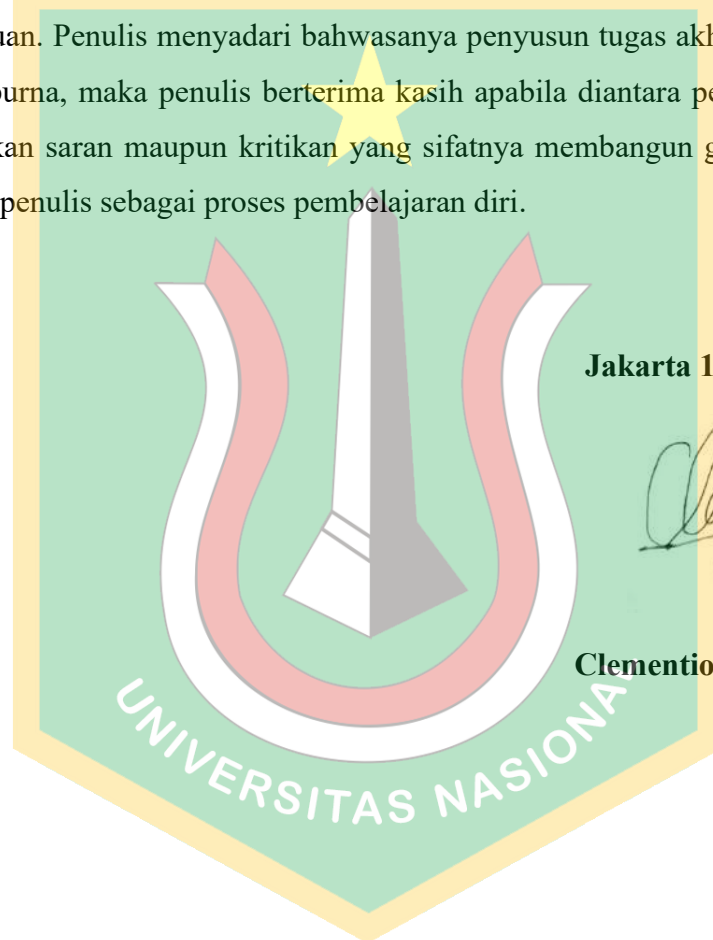 uan. Penulis menyadari bahwasanya penyusun tugas akh
ourna, maka penulis berterima kasih apabila diantara pe
kan saran maupun kritikan yang sifatnya membangun g
penulis sebagai proses pembelajaran diri.
Jakarta 1
Clementio
UNIVERSITAS NASIONAL